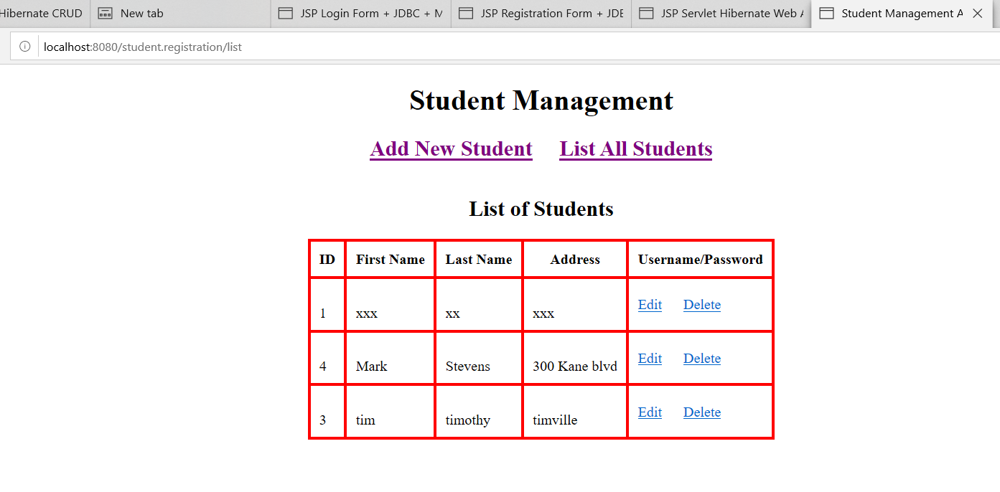 Hibernate CRUD New tab JSP Login Form + JDBC + M JSP Registration Form + JDB JSP Servlet Hibernate Web A Student Management A
localhost:8080/student.registration/list
Student Management
Add New Student List All Students
List of Students
ID First Name Last Name Address Username/Password
1 xxx xx xxx Edit Delete
4 Mark Stevens 300 Kane blvd Edit Delete
3 tim timothy timville Edit Delete